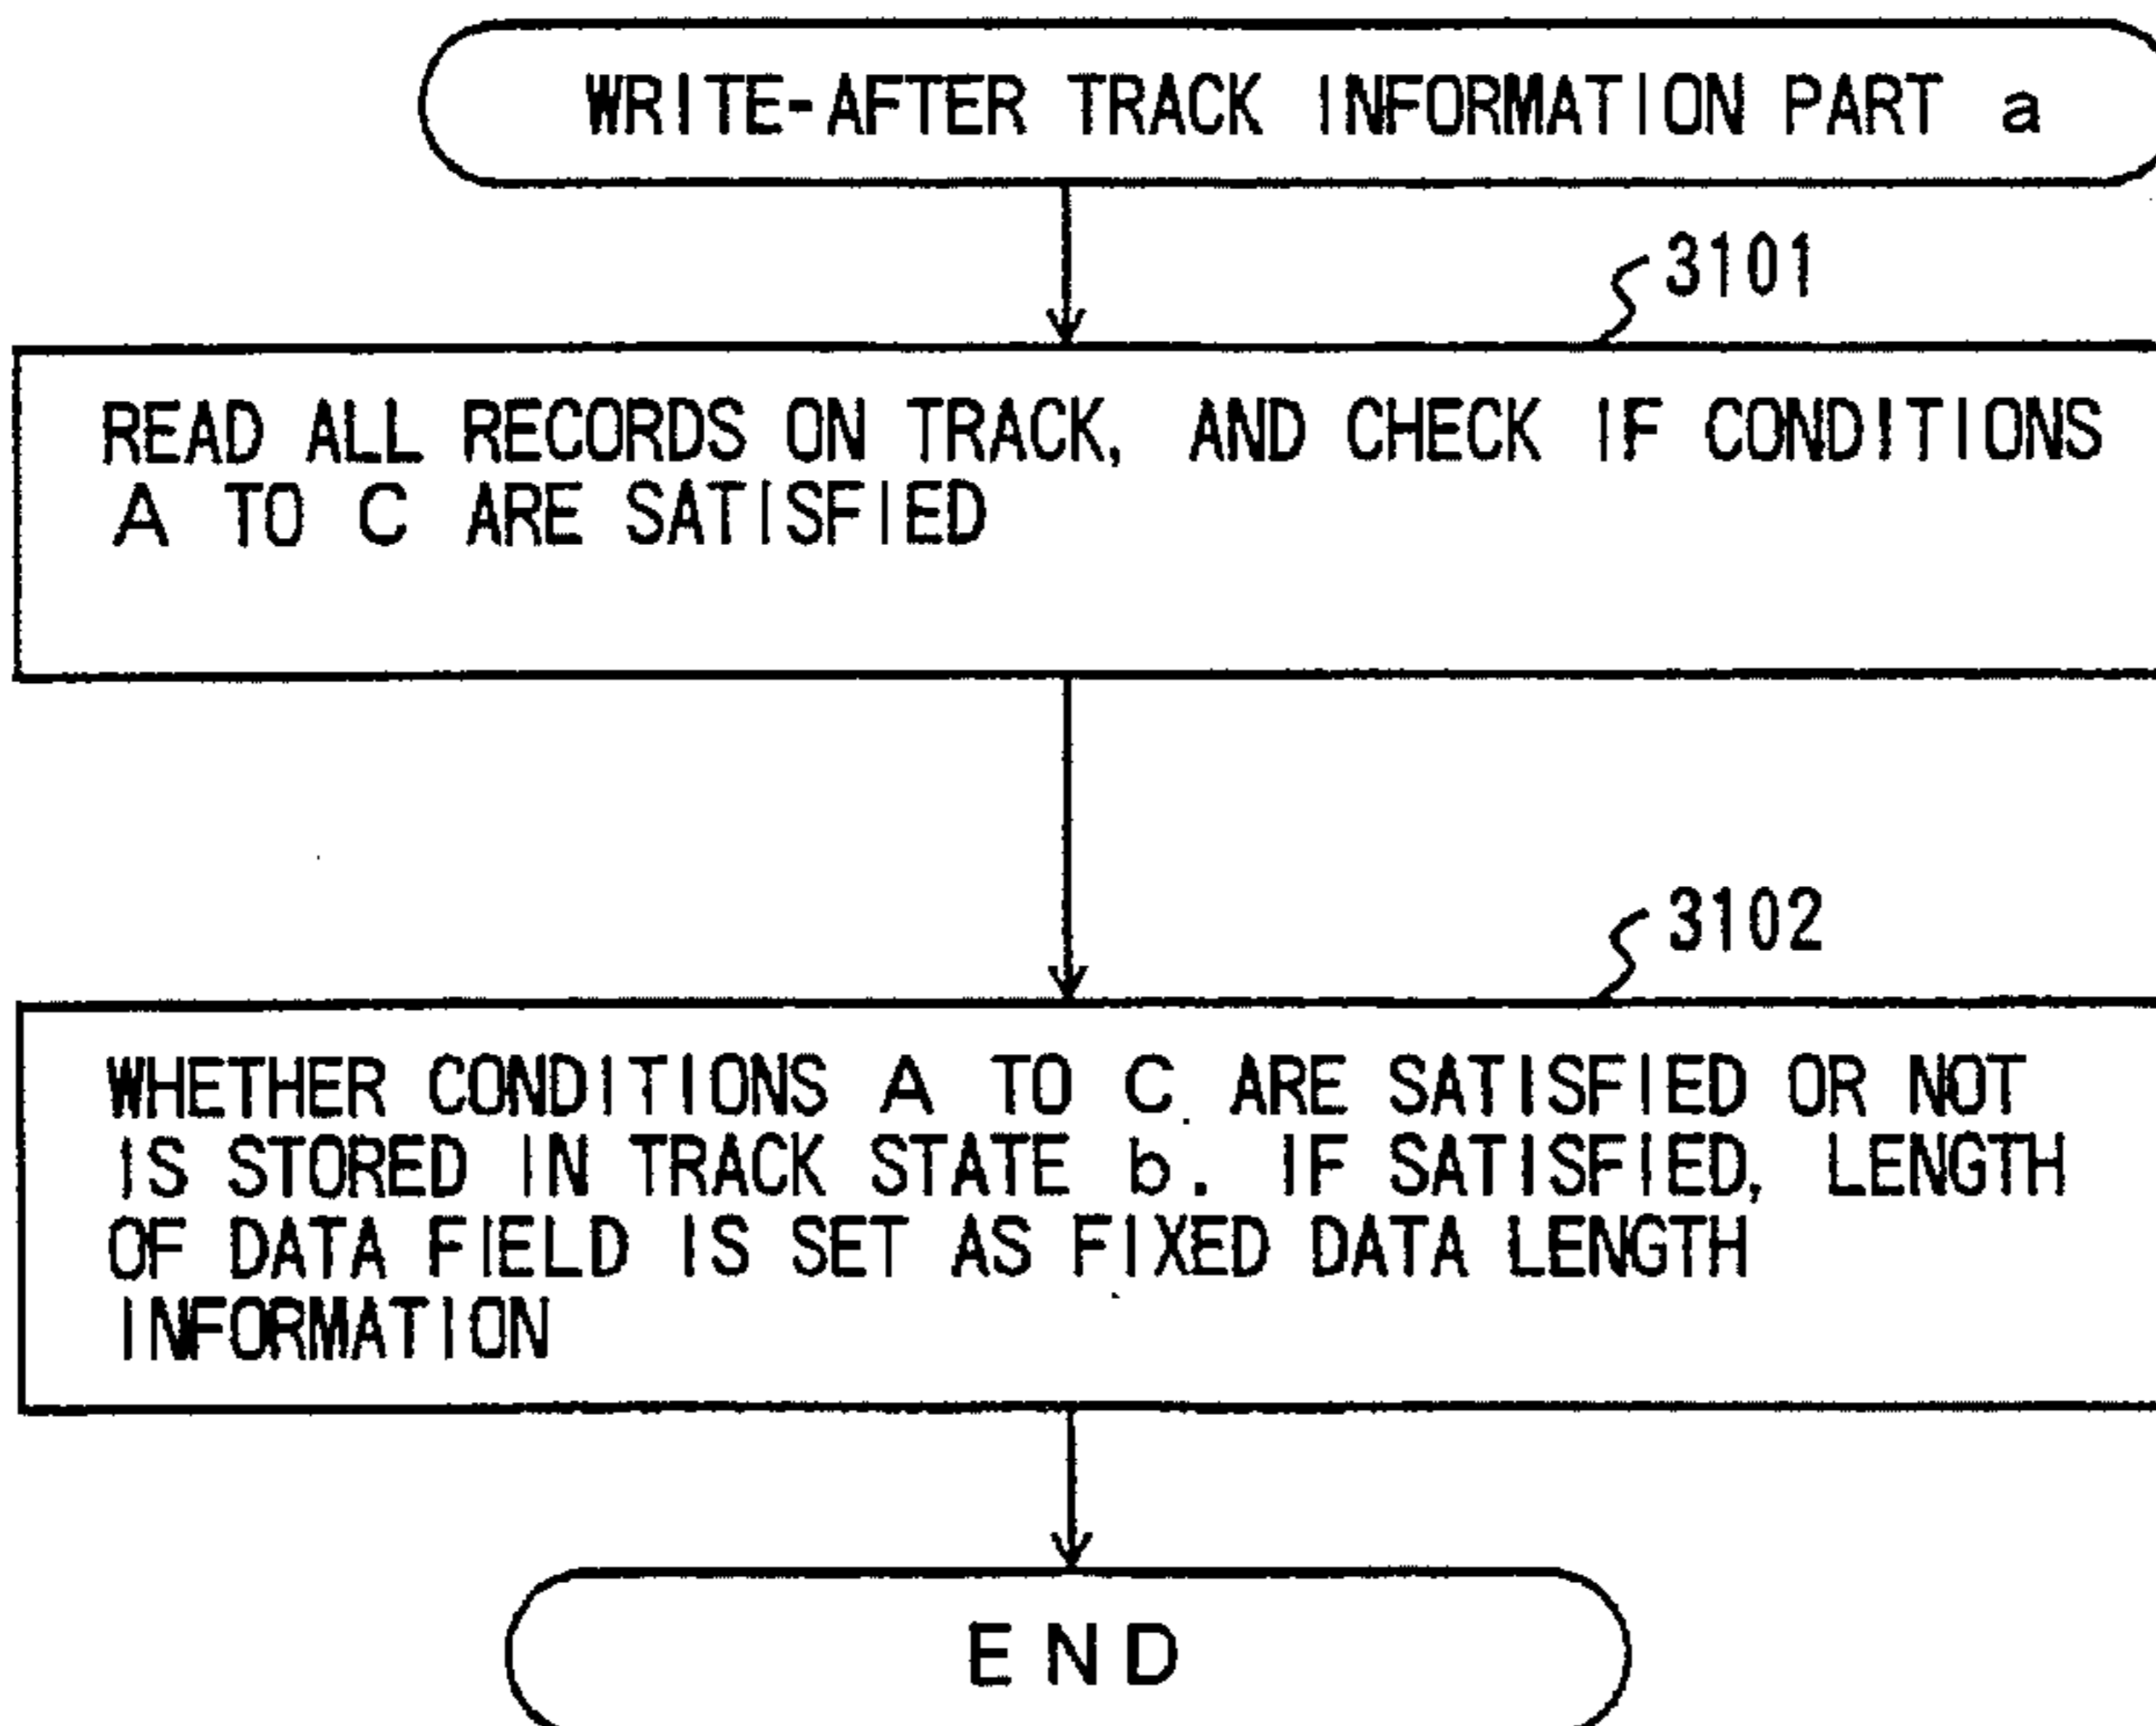 WRITE-AFTER TRACK INFORMATION PART a
3101
READ ALL RECORDS ON TRACK, AND CHECK IF CONDITIONS
A TO C ARE SATISFIED
3102
WHETHER CONDITIONS A TO C ARE SATISFIED OR NOT
IS STORED IN TRACK STATE b. IF SATISFIED, LENGTH
OF DATA FIELD IS SET AS FIXED DATA LENGTH
INFORMATION
END